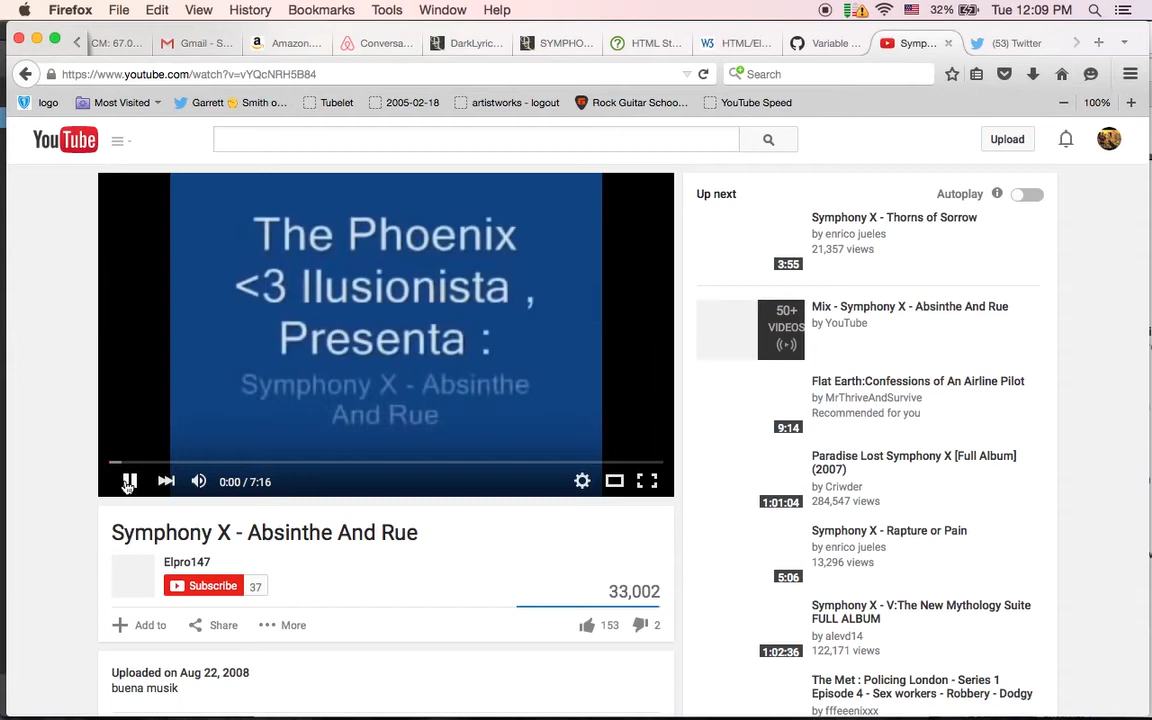 Firefox File Edit View History Bookmarks Tools Window Help 32% Tue 12:09 PM
CM: 67.0... Gmail - S... Amazon.... Conversa... DarkLyric... SYMPHO... HTML St... HTML/El... Variable ... Symp... (53) Twitter
https://www.youtube.com/watch?v=vYQcNRH5B84 Search
logo Most Visited Garrett Smith o... Tubelet 2005-02-18 artistworks - logout Rock Guitar Schoo... YouTube Speed 100%
YouTube Upload
The Phoenix
<3 Ilusionista ,
Presenta :
Symphony X - Absinthe
And Rue
0:00 / 7:16
Symphony X - Absinthe And Rue
Elpro147
Subscribe 37
33,002
Add to Share More 153 2
Uploaded on Aug 22, 2008
buena musik
Up next Autoplay
Symphony X - Thorns of Sorrow
by enrico jueles
21,357 views
3:55
50+
VIDEOS
Mix - Symphony X - Absinthe And Rue
by YouTube
Flat Earth:Confessions of An Airline Pilot
by MrThriveAndSurvive
Recommended for you
9:14
Paradise Lost Symphony X [Full Album]
(2007)
by Criwder
284,547 views
1:01:04
Symphony X - Rapture or Pain
by enrico jueles
13,296 views
5:06
Symphony X - V:The New Mythology Suite
FULL ALBUM
by alevd14
122,171 views
1:02:36
The Met : Policing London - Series 1
Episode 4 - Sex workers - Robbery - Dodgy
by fffeeenixxx